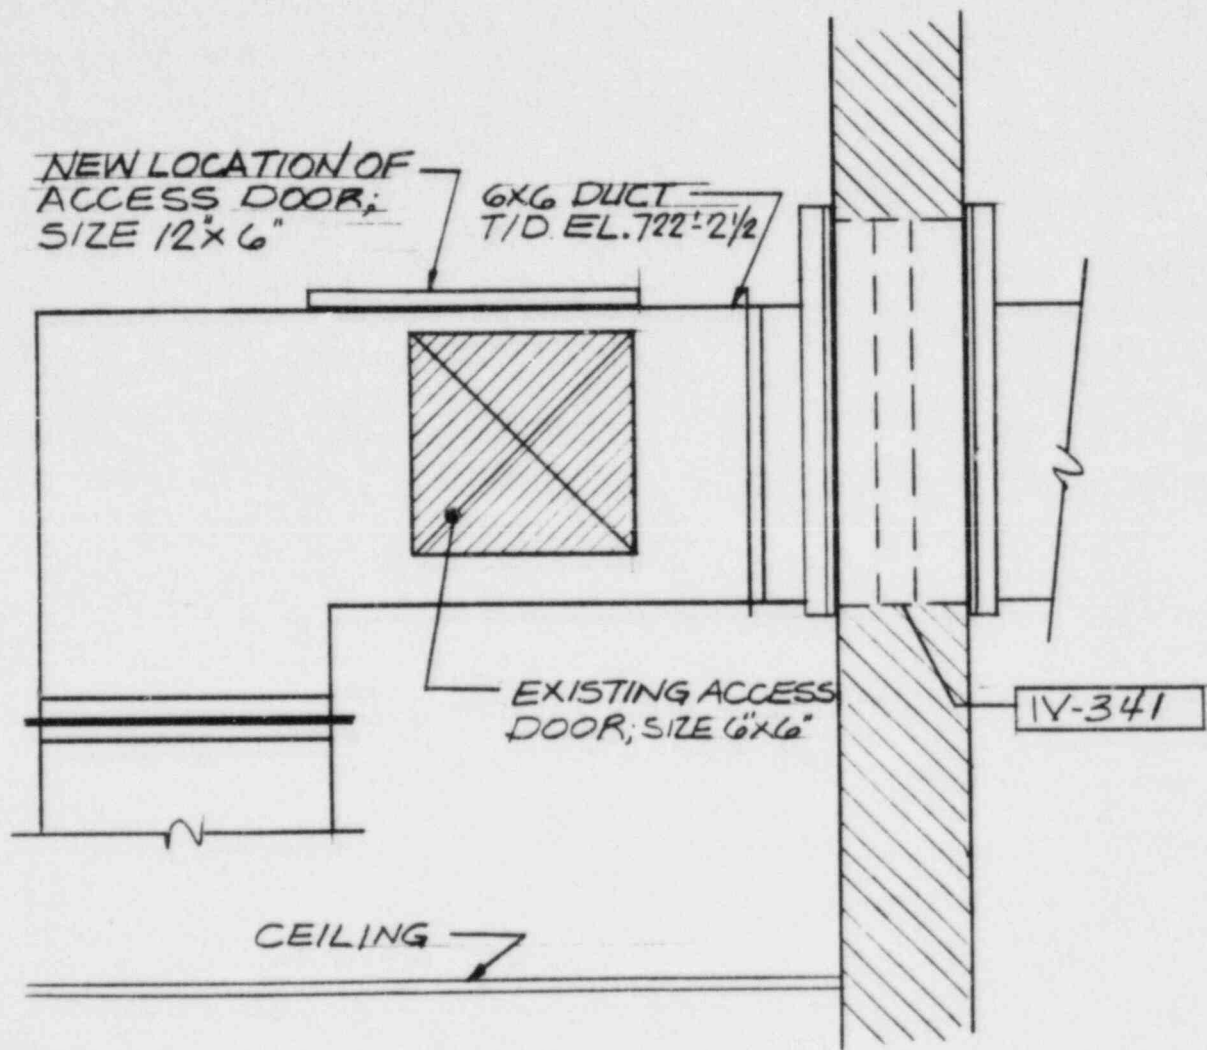 NEW LOCATION OF
ACCESS DOOR;
SIZE 12"X 6"
6X6 DUCT
T/D EL. 722'-2½
EXISTING ACCESS
DOOR; SIZE 6"X6"
IV-341
CEILING